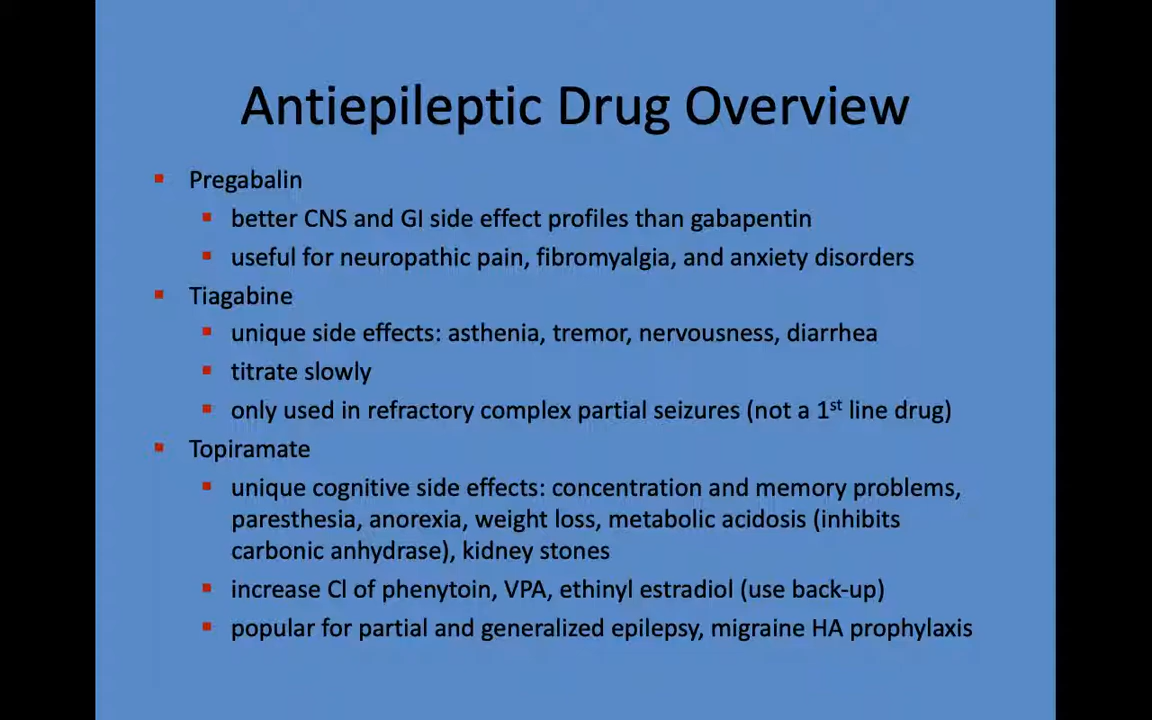 Antiepileptic Drug Overview
▪ Pregabalin
▪ better CNS and GI side effect profiles than gabapentin
▪ useful for neuropathic pain, fibromyalgia, and anxiety disorders
▪ Tiagabine
▪ unique side effects: asthenia, tremor, nervousness, diarrhea
▪ titrate slowly
▪ only used in refractory complex partial seizures (not a 1st line drug)
▪ Topiramate
▪ unique cognitive side effects: concentration and memory problems,
paresthesia, anorexia, weight loss, metabolic acidosis (inhibits
carbonic anhydrase), kidney stones
▪ increase Cl of phenytoin, VPA, ethinyl estradiol (use back-up)
▪ popular for partial and generalized epilepsy, migraine HA prophylaxis